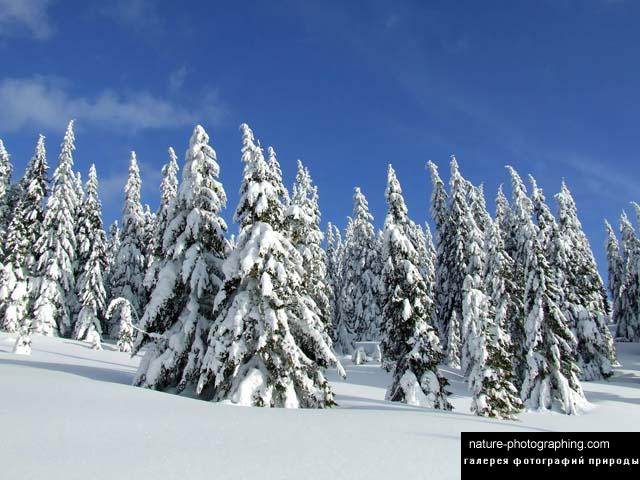 nature-photographing.com
галерея фотографий природы